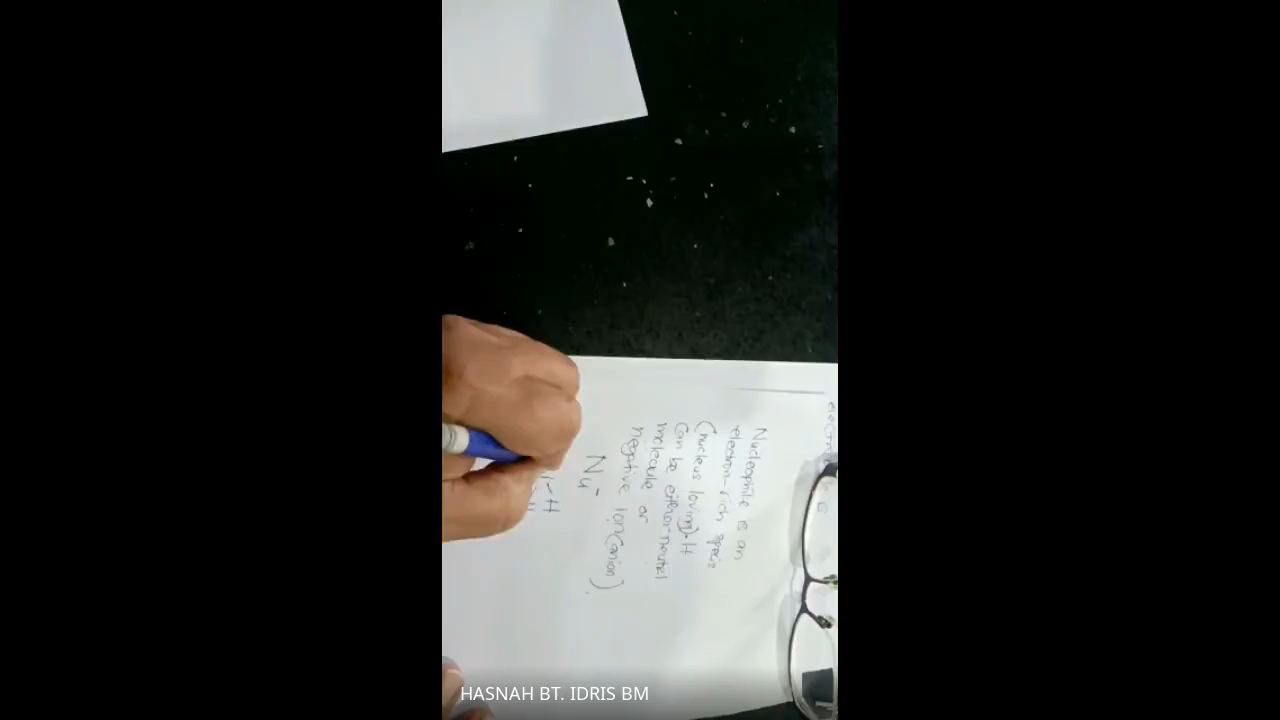 Nucleophile is an
electron-rich specis
(nucleus loving). It
can be either neutral
molecule or
negative Ion (anion).
Nu-
-H
HASNAH BT. IDRIS BM